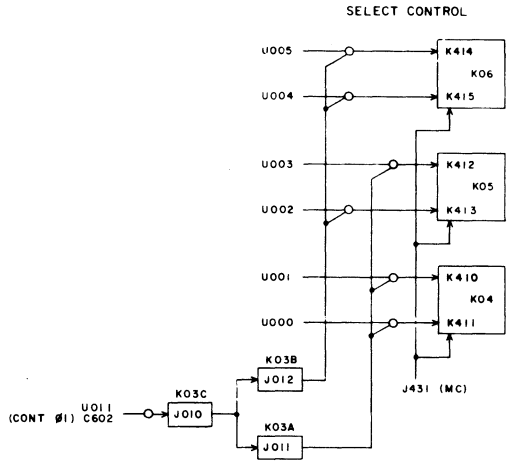 SELECT CONTROL
U005
K414
K06
U004
K415
U003
K412
K05
U002
K413
U001
K410
K04
U000
K411
K03B
J012
J431 (MC)
K03C
U011
(CONT Ø1) C602
J010
K03A
J011